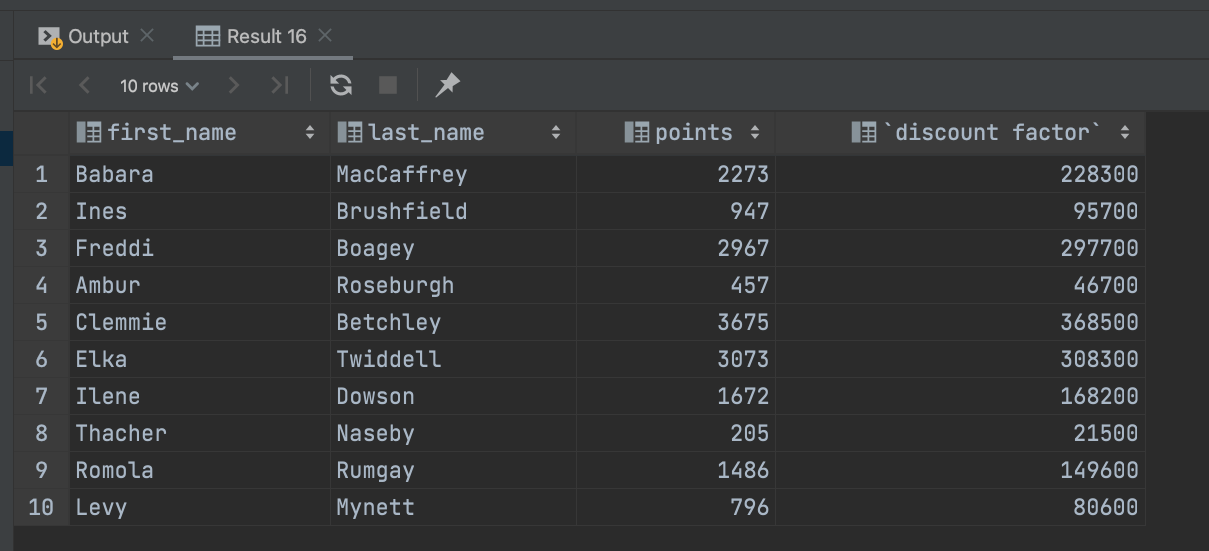 Output Result 16
10 rows
first_name last_name points `discount factor`
1 Babara MacCaffrey 2273 228300
2 Ines Brushfield 947 95700
3 Freddi Boagey 2967 297700
4 Ambur Roseburgh 457 46700
5 Clemmie Betchley 3675 368500
6 Elka Twiddell 3073 308300
7 Ilene Dowson 1672 168200
8 Thacher Naseby 205 21500
9 Romola Rumgay 1486 149600
10 Levy Mynett 796 80600